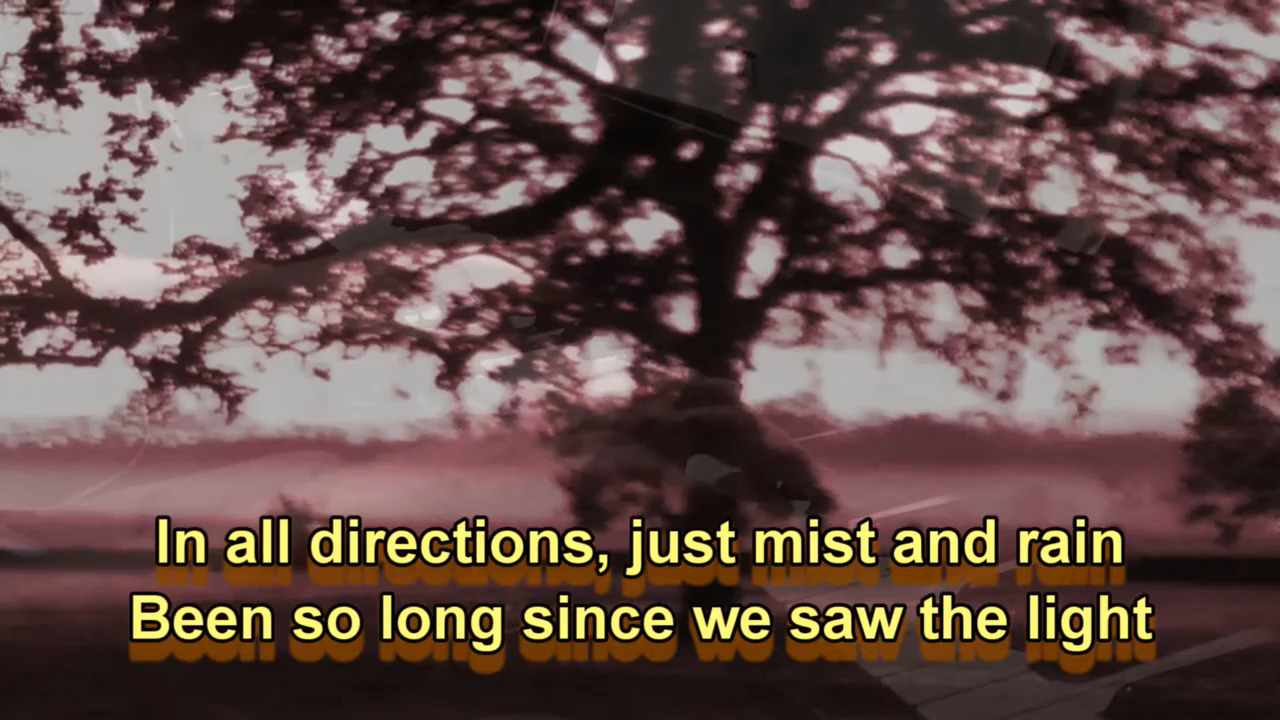 In all directions, just mist and rain
Been so long since we saw the light